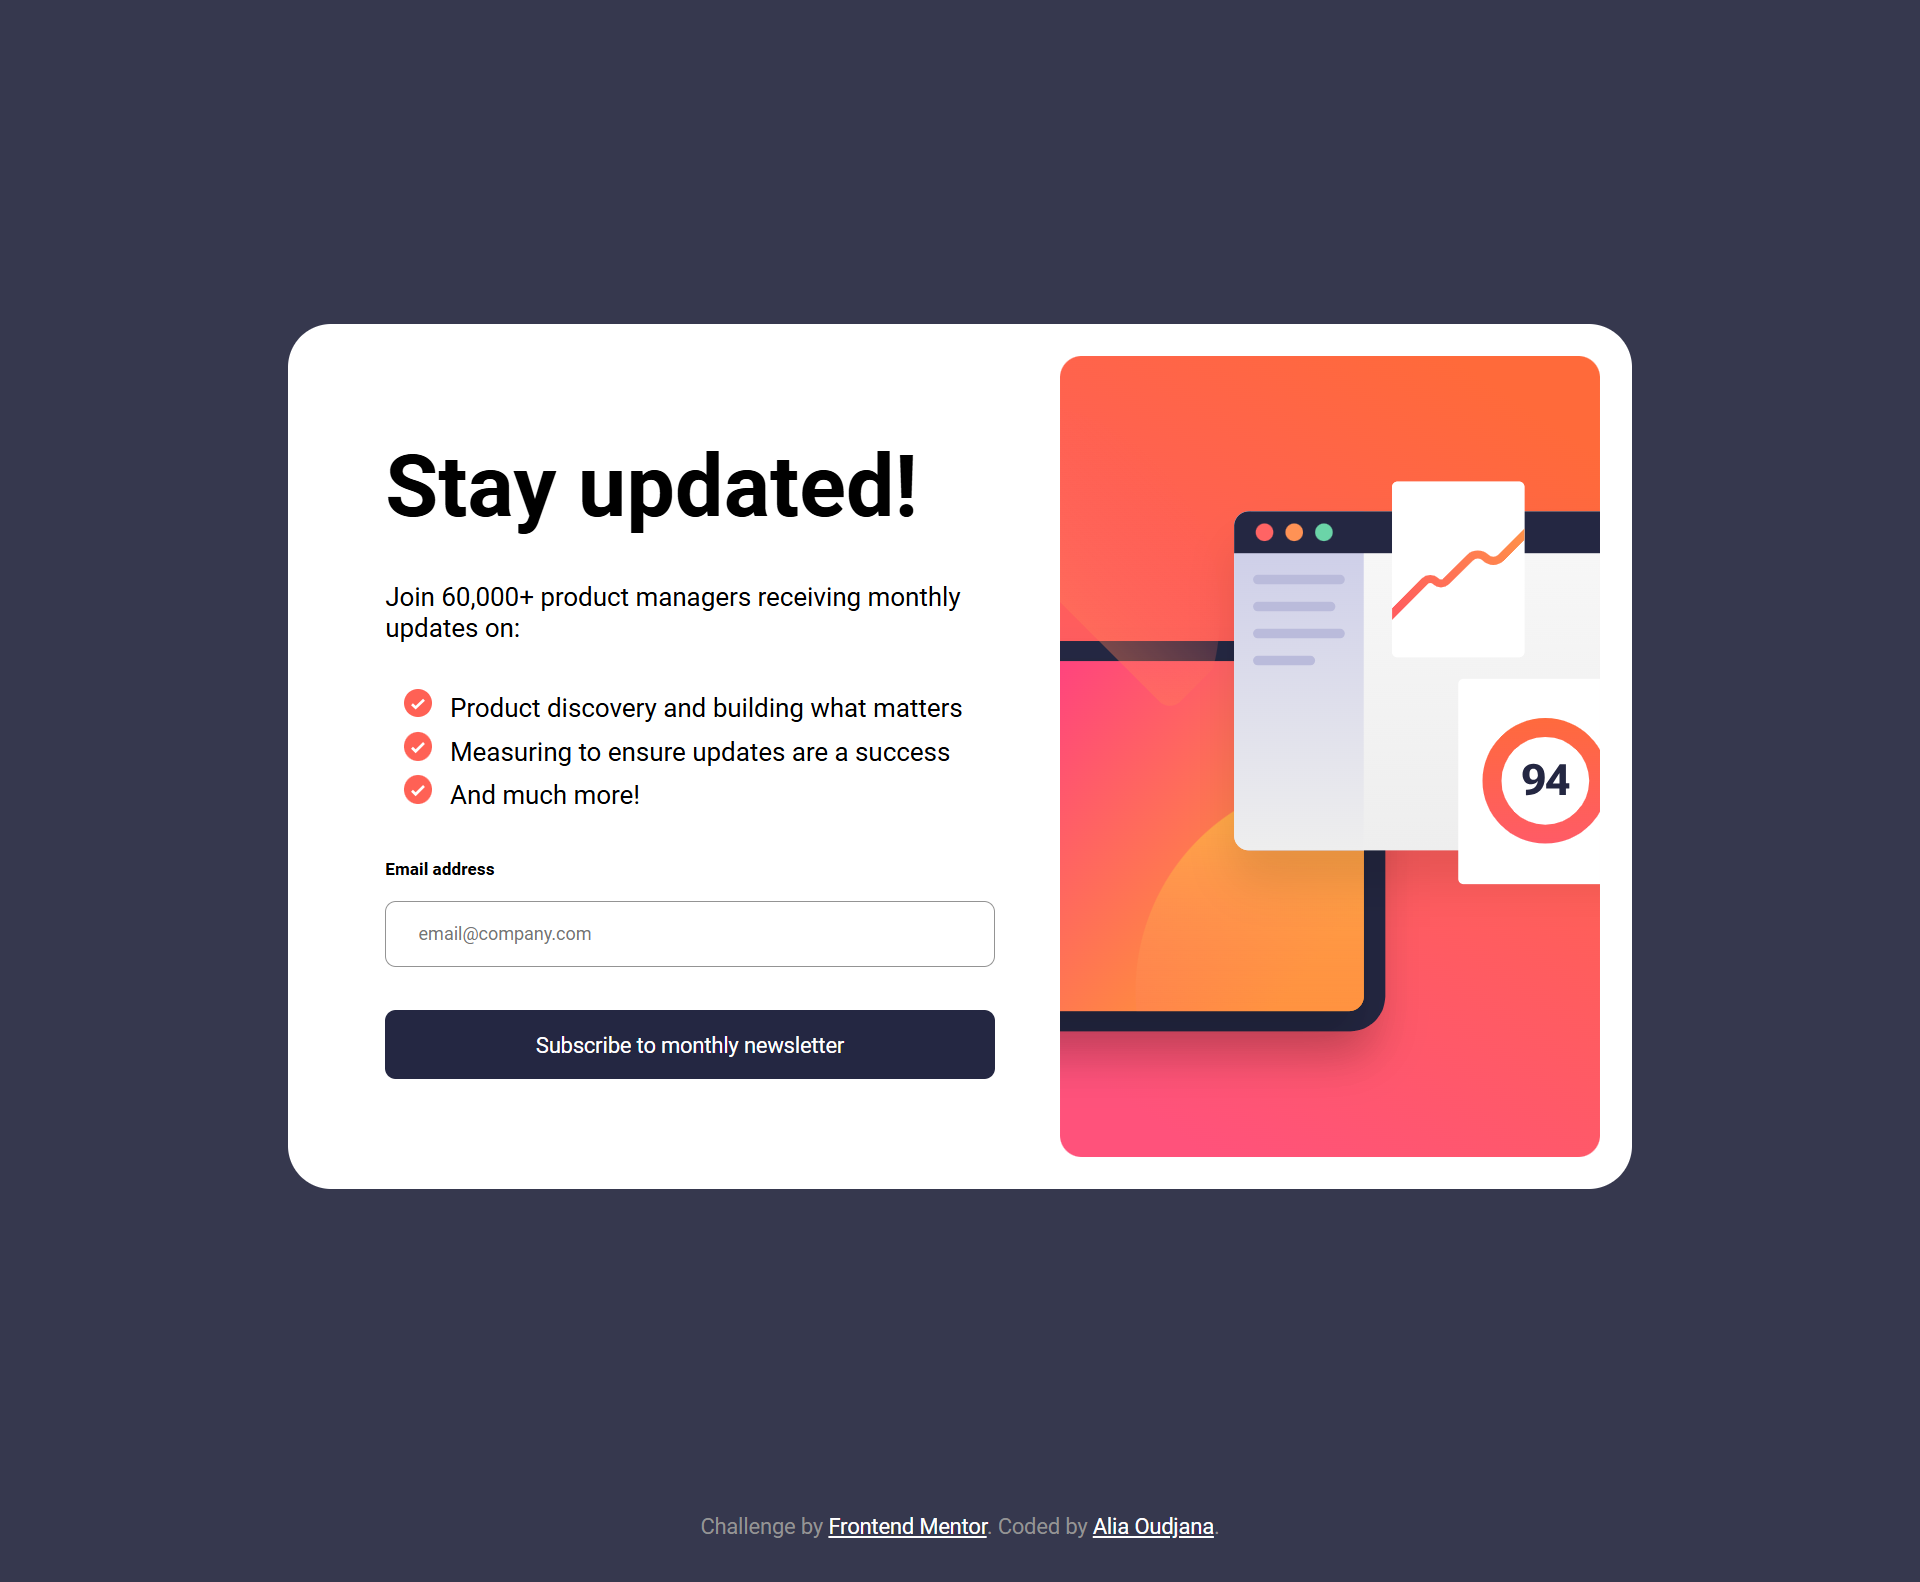 Stay updated!
Join 60,000+ product managers receiving monthly
updates on:
Product discovery and building what matters
Measuring to ensure updates are a success
And much more!
Email address
email@company.com
Subscribe to monthly newsletter
94
Challenge by Frontend Mentor. Coded by Alia Oudjana.